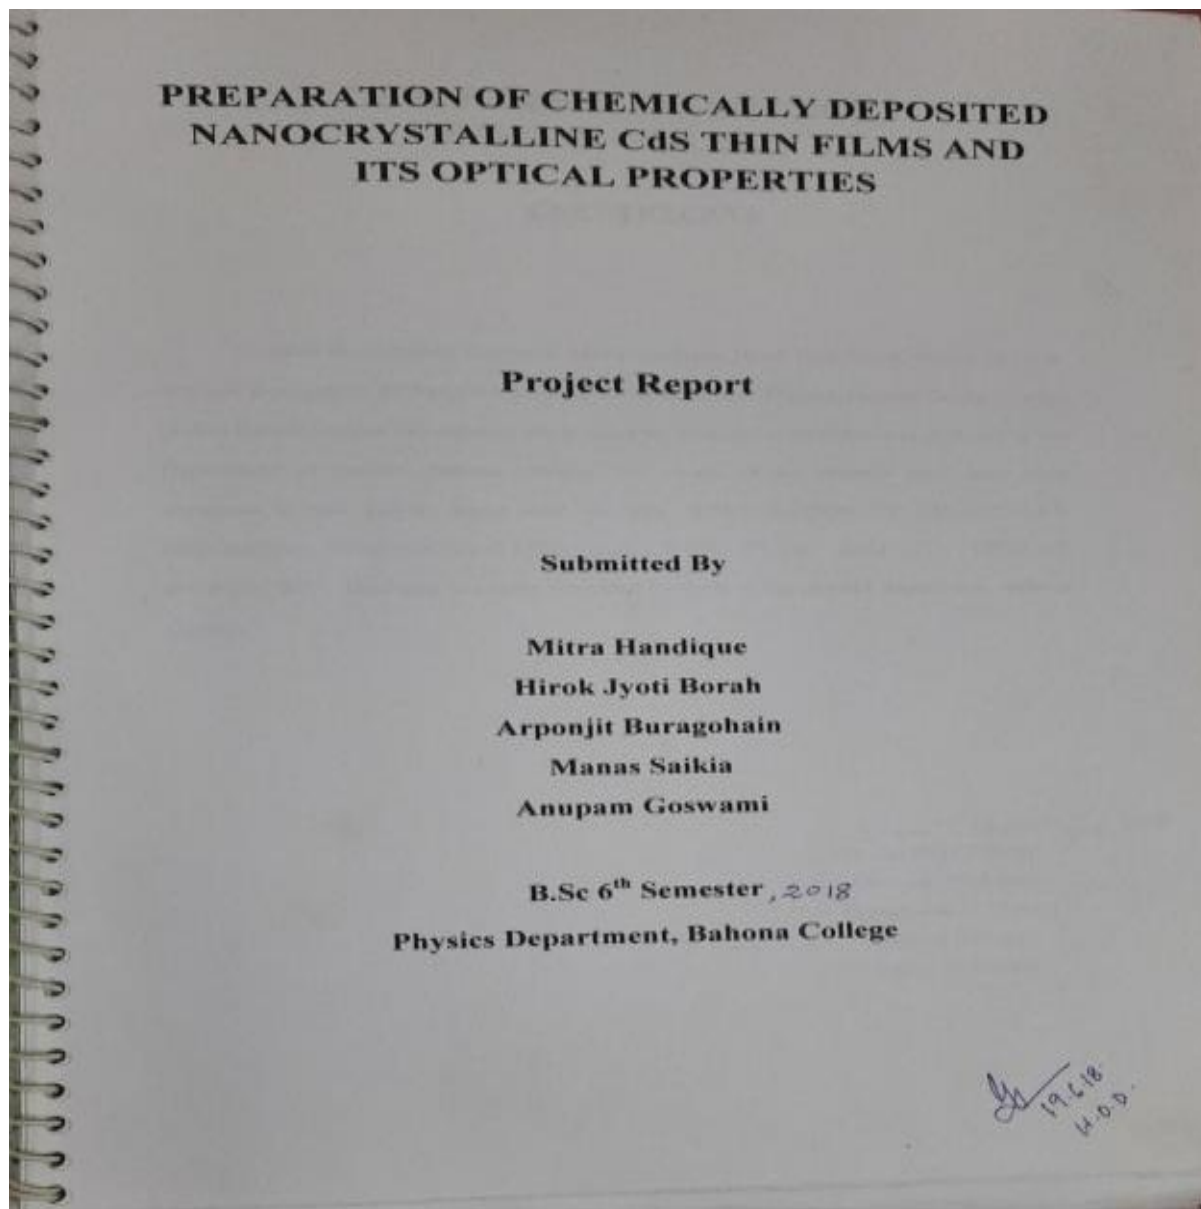 PREPARATION OF CHEMICALLY DEPOSITED
NANOCRYSTALLINE CdS THIN FILMS AND
ITS OPTICAL PROPERTIES
Project Report
Submitted By
Mitra Handique
Hirok Jyoti Borah
Arponjit Buragohain
Manas Saikia
Anupam Goswami
B.Sc 6th Semester, 2018
Physics Department, Bahona College
19.6.18
H.O.D.